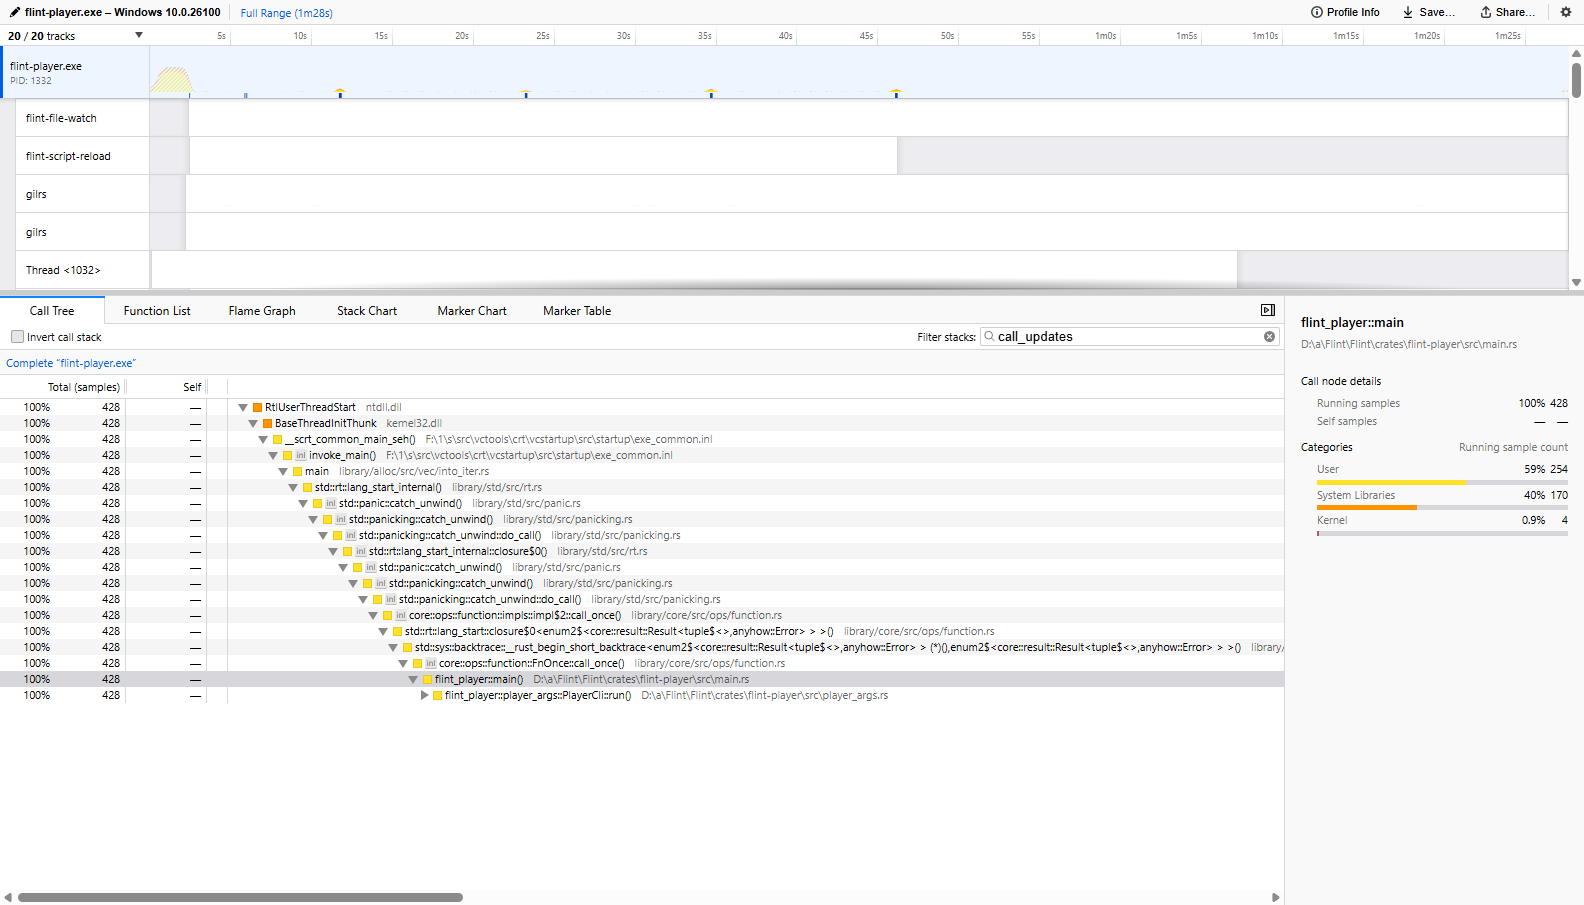 flint-player.exe – Windows 10.0.26100 Full Range (1m28s) Profile Info Save… Share…
20 / 20 tracks 5s 10s 15s 20s 25s 30s 35s 40s 45s 50s 55s 1m0s 1m5s 1m10s 1m15s 1m20s 1m25s
flint-player.exe
PID: 1332
flint-file-watch
flint-script-reload
gilrs
gilrs
Thread <1032>
Call Tree Function List Flame Graph Stack Chart Marker Chart Marker Table
Invert call stack Filter stacks: call_updates
Complete “flint-player.exe”
Total (samples) Self
100% 428 — RtlUserThreadStart ntdll.dll
100% 428 — BaseThreadInitThunk kernel32.dll
100% 428 — __scrt_common_main_seh() F:\1\s\src\vctools\crt\vcstartup\src\startup\exe_common.inl
100% 428 — inl invoke_main() F:\1\s\src\vctools\crt\vcstartup\src\startup\exe_common.inl
100% 428 — main library/alloc/src/vec/into_iter.rs
100% 428 — std::rt::lang_start_internal() library/std/src/rt.rs
100% 428 — inl std::panic::catch_unwind() library/std/src/panic.rs
100% 428 — inl std::panicking::catch_unwind() library/std/src/panicking.rs
100% 428 — inl std::panicking::catch_unwind::do_call() library/std/src/panicking.rs
100% 428 — inl std::rt::lang_start_internal::closure$0() library/std/src/rt.rs
100% 428 — inl std::panic::catch_unwind() library/std/src/panic.rs
100% 428 — inl std::panicking::catch_unwind() library/std/src/panicking.rs
100% 428 — inl std::panicking::catch_unwind::do_call() library/std/src/panicking.rs
100% 428 — inl core::ops::function::impls::impl$2::call_once() library/core/src/ops/function.rs
100% 428 — std::rt::lang_start::closure$0<enum2$<core::result::Result<tuple$<>,anyhow::Error> > >() library/core/src/ops/function.rs
100% 428 — std::sys::backtrace::__rust_begin_short_backtrace<enum2$<core::result::Result<tuple$<>,anyhow::Error> > (*)(),enum2$<core::result::Result<tuple$<>,anyhow::Error> > >() library/
100% 428 — inl core::ops::function::FnOnce::call_once() library/core/src/ops/function.rs
100% 428 — flint_player::main() D:\a\Flint\Flint\crates\flint-player\src\main.rs
100% 428 — flint_player::player_args::PlayerCli::run() D:\a\Flint\Flint\crates\flint-player\src\player_args.rs
flint_player::main
D:\a\Flint\Flint\crates\flint-player\src\main.rs
Call node details
Running samples 100% 428
Self samples — —
Categories Running sample count
User 59% 254
System Libraries 40% 170
Kernel 0.9% 4